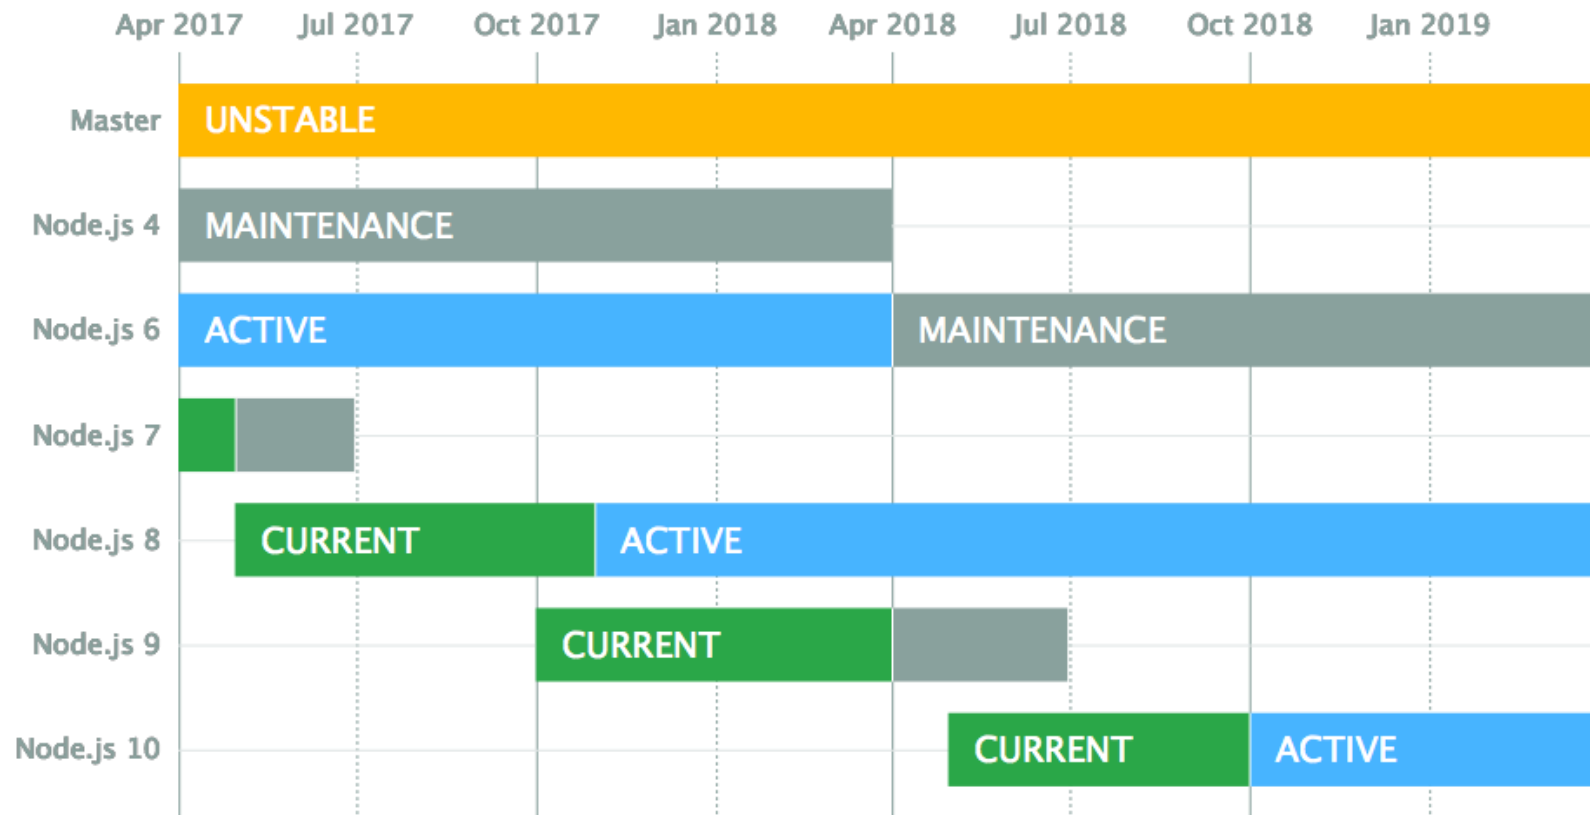 Apr 2017 Jul 2017 Oct 2017 Jan 2018 Apr 2018 Jul 2018 Oct 2018 Jan 2019
Master UNSTABLE
Node.js 4 MAINTENANCE
Node.js 6 ACTIVE MAINTENANCE
Node.js 7
Node.js 8 CURRENT ACTIVE
Node.js 9 CURRENT
Node.js 10 CURRENT ACTIVE